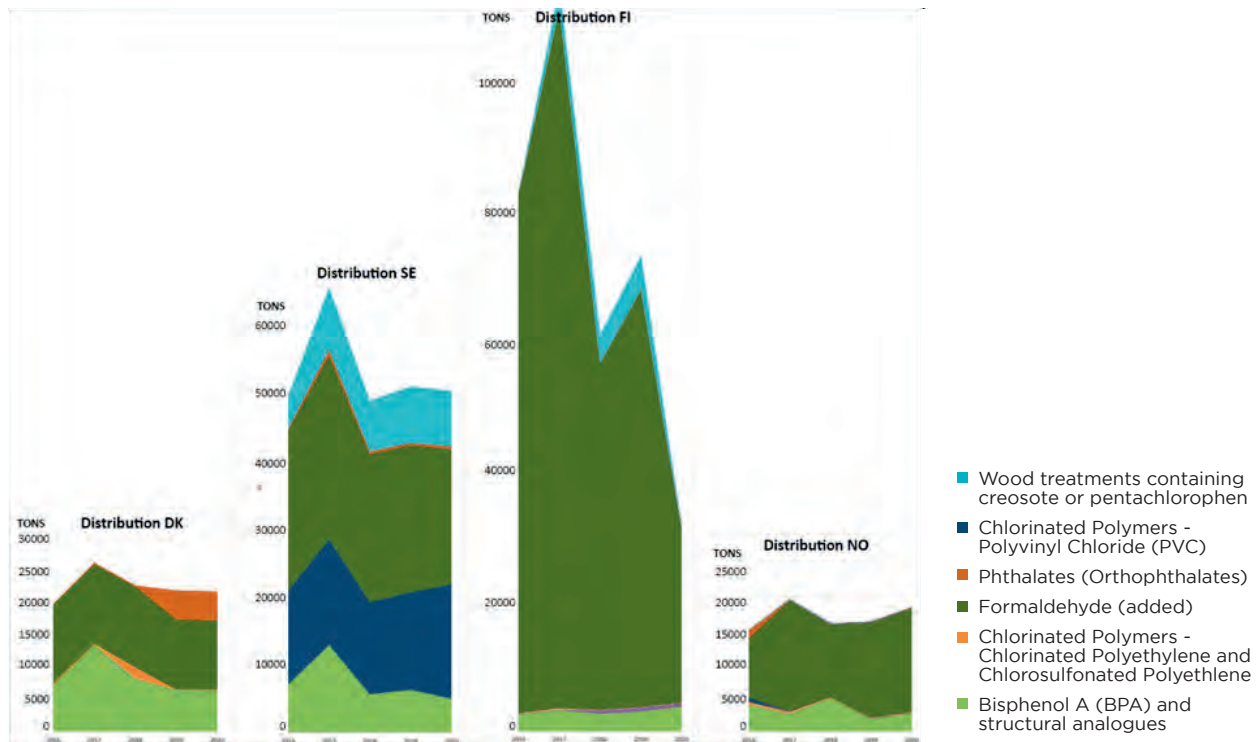 Distribution DK
TONS
30000
25000
20000
15000
10000
5000
0
Distribution SE
TONS
60000
50000
40000
30000
20000
10000
0
TONS
Distribution FI
100000
80000
60000
40000
20000
0
Distribution NO
TONS
25000
20000
15000
10000
5000
0
Wood treatments containing
creosote or pentachlorophen
Chlorinated Polymers -
Polyvinyl Chloride (PVC)
Phthalates (Orthophthalates)
Formaldehyde (added)
Chlorinated Polymers -
Chlorinated Polyethylene and
Chlorosulfonated Polyethlene
Bisphenol A (BPA) and
structural analogues